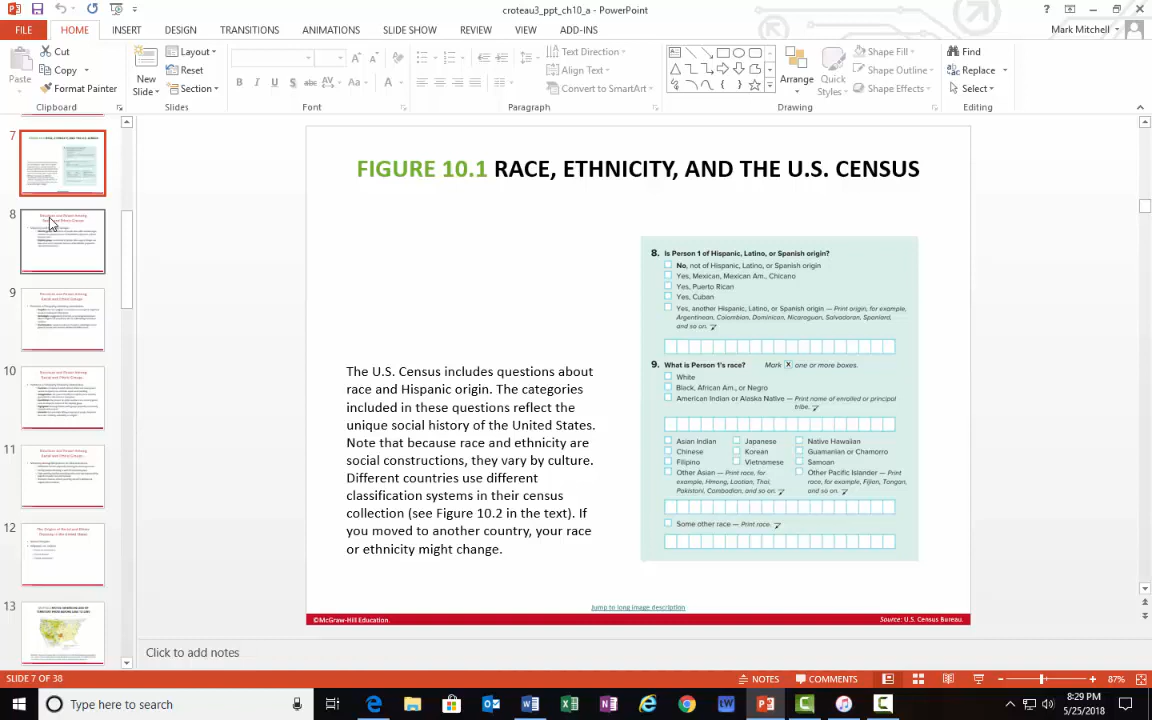 croteau3_ppt_ch10_a - PowerPoint
FILE HOME INSERT DESIGN TRANSITIONS ANIMATIONS SLIDE SHOW REVIEW VIEW ADD-INS
Mark Mitchell
Paste
Cut
Copy
Format Painter
Clipboard
New
Slide
Layout
Reset
Section
Slides
Font
Text Direction
Align Text
Convert to SmartArt
Paragraph
Arrange
Quick
Styles
Shape Fill
Shape Outline
Shape Effects
Drawing
Find
Replace
Select
Editing
7
8
9
10
11
12
13
FIGURE 10.1 RACE, ETHNICITY, AND THE U.S. CENSUS
The U.S. Census includes questions about
race and Hispanic origin. The categories
included in these questions reflect the
unique social history of the United States.
Note that because race and ethnicity are
social constructions, they vary by culture.
Different countries use different
classification systems in their census
collection (see Figure 10.2 in the text). If
you moved to another country, your race
or ethnicity might change.
8. Is Person 1 of Hispanic, Latino, or Spanish origin?
No, not of Hispanic, Latino, or Spanish origin
Yes, Mexican, Mexican Am., Chicano
Yes, Puerto Rican
Yes, Cuban
Yes, another Hispanic, Latino, or Spanish origin — Print origin, for example,
Argentinean, Colombian, Dominican, Nicaraguan, Salvadoran, Spaniard,
and so on.
9. What is Person 1's race? Mark X one or more boxes.
White
Black, African Am., or Negro
American Indian or Alaska Native — Print name of enrolled or principal
tribe.
Asian Indian Japanese Native Hawaiian
Chinese Korean Guamanian or Chamorro
Filipino Vietnamese Samoan
Other Asian — Print race, for
example, Hmong, Laotian, Thai,
Pakistani, Cambodian, and so on.
Other Pacific Islander — Print
race, for example, Fijian, Tongan,
and so on.
Some other race — Print race.
Jump to long image description
©McGraw-Hill Education.
Source: U.S. Census Bureau.
Click to add notes
SLIDE 7 OF 38
NOTES
COMMENTS
87%
Type here to search
8:29 PM
5/25/2018